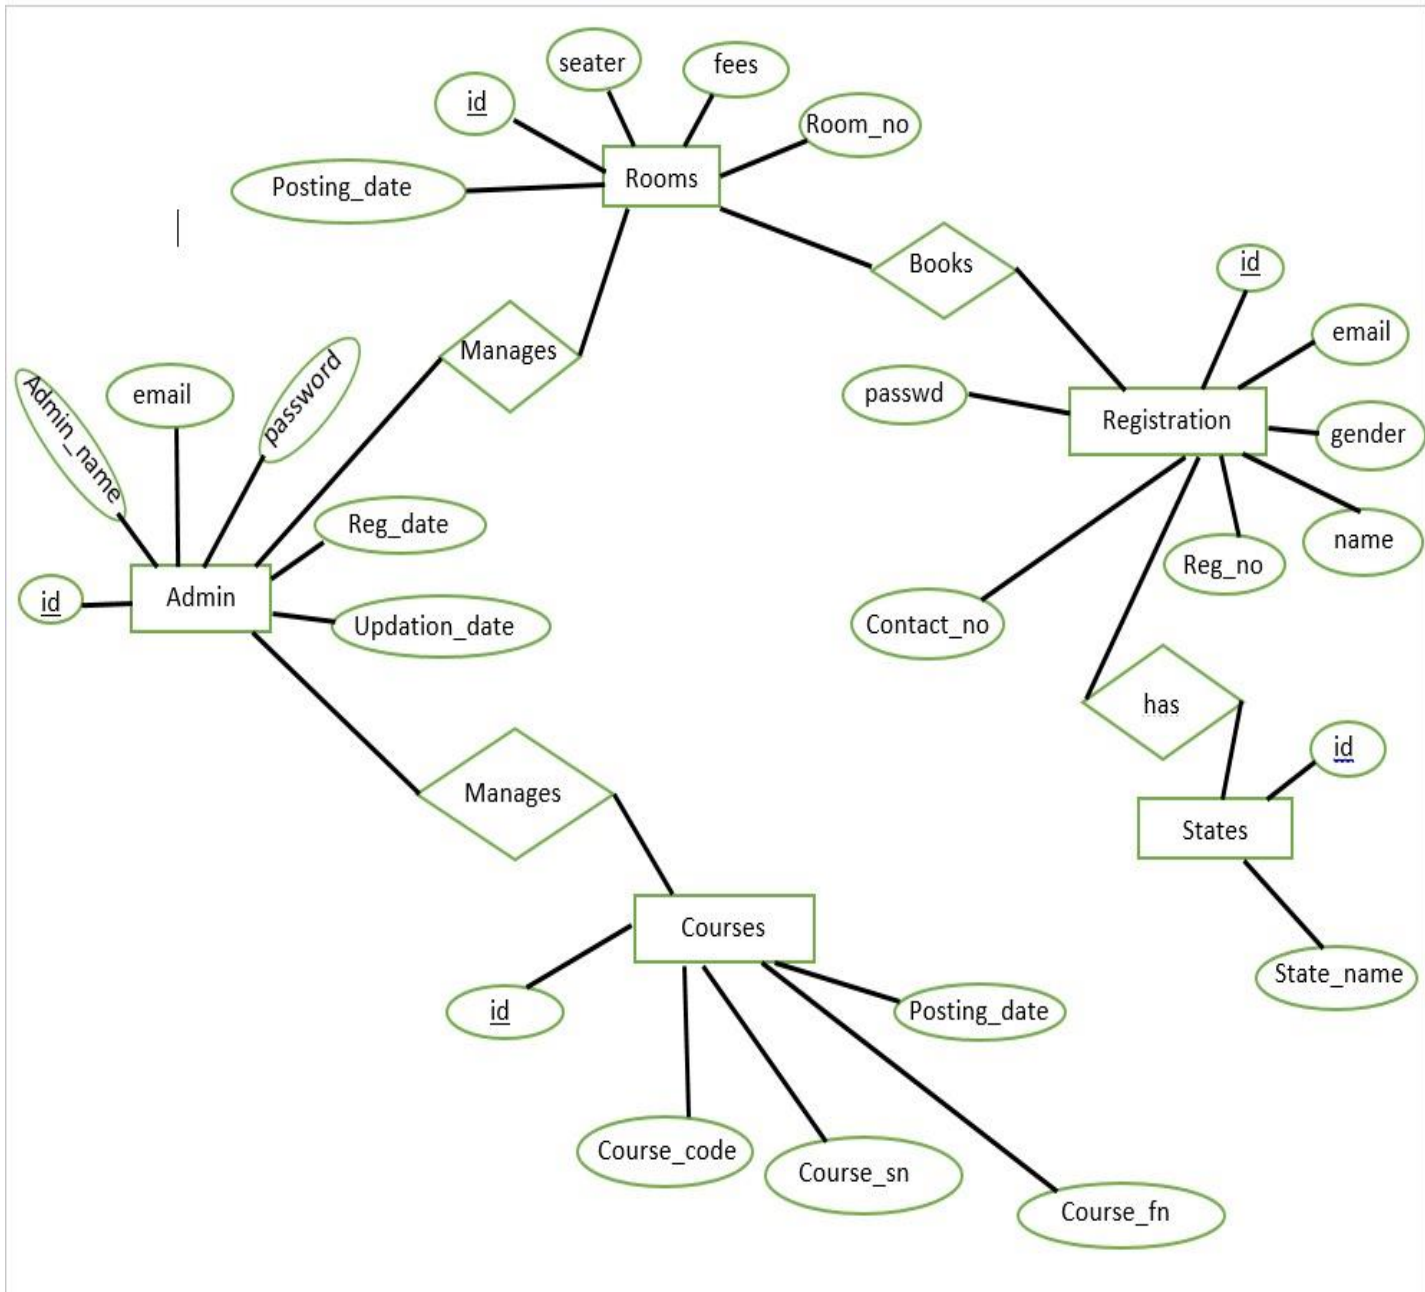 seater
fees
id
Room_no
Rooms
Posting_date
Books
id
Manages
email
passwd
Registration
gender
Admin_name
email
password
Reg_date
name
Reg_no
Admin
id
Updation_date
Contact_no
has
id
Manages
States
Courses
State_name
id
Posting_date
Course_code
Course_sn
Course_fn